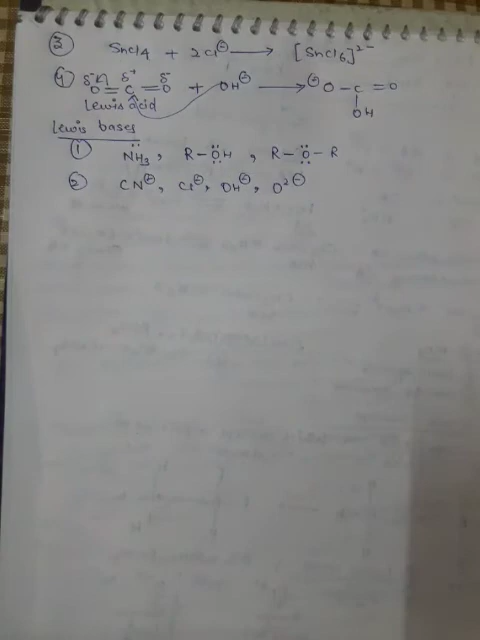 ③ SnCl4 + 2Cl⊖ → [SnCl6]2-
④ δ- δ+ δ-
O=C=O + OH⊖ → ⊖O-C=O
OH
Lewis acid
Lewis bases
① NH3, R-OH, R-O-R
② CN⊖, Cl⊖, OH⊖, O2⊖